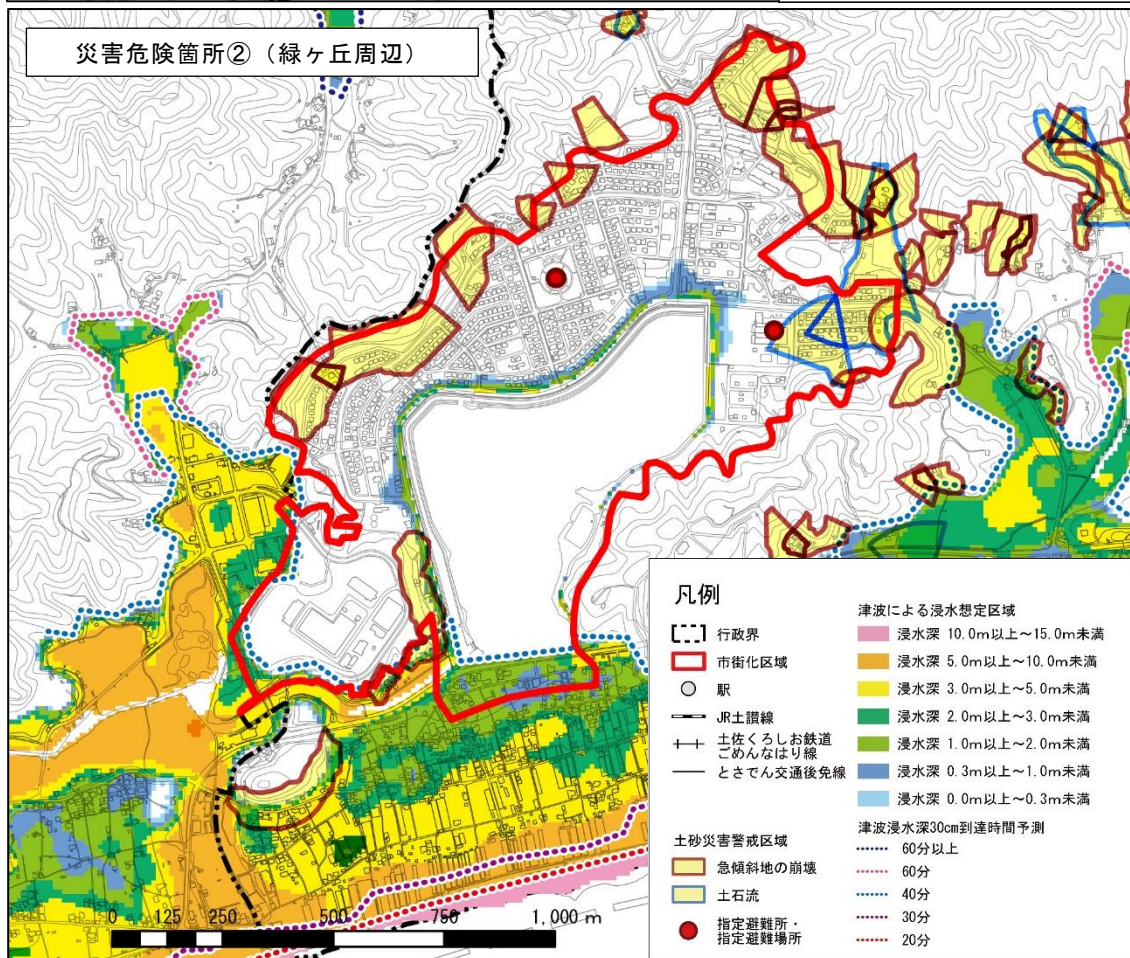 災害危険箇所②（緑ヶ丘周辺）
凡例
行政界
市街化区域
駅
JR土讃線
土佐くろしお鉄道
ごめんなはり線
とさでん交通後免線
土砂災害警戒区域
急傾斜地の崩壊
土石流
指定避難所・
指定避難場所
津波による浸水想定区域
浸水深 10.0m以上～15.0m未満
浸水深 5.0m以上～10.0m未満
浸水深 3.0m以上～5.0m未満
浸水深 2.0m以上～3.0m未満
浸水深 1.0m以上～2.0m未満
浸水深 0.3m以上～1.0m未満
浸水深 0.0m以上～0.3m未満
津波浸水深30cm到達時間予測
60分以上
60分
40分
30分
20分
0 125 250 500 750 1,000 m